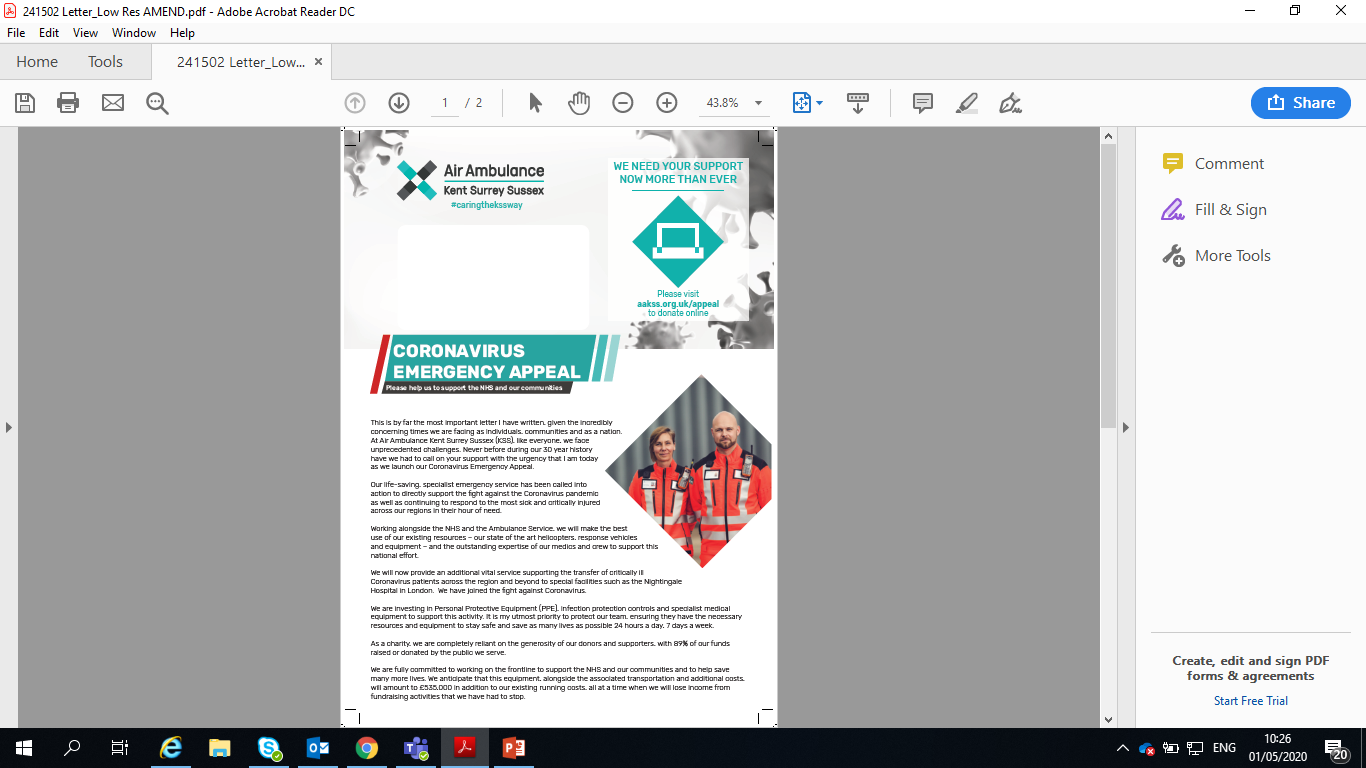 241502 Letter_Low Res AMEND.pdf - Adobe Acrobat Reader DC
File Edit View Window Help
Home Tools 241502 Letter_Low... ×
1 / 2 43.8% Share
Air Ambulance
Kent Surrey Sussex
#caringthekssway
WE NEED YOUR SUPPORT
NOW MORE THAN EVER
Please visit
aakss.org.uk/appeal
to donate online
CORONAVIRUS
EMERGENCY APPEAL
Please help us to support the NHS and our communities
This is by far the most important letter I have written, given the incredibly
concerning times we are facing as individuals, communities and as a nation.
At Air Ambulance Kent Surrey Sussex (KSS), like everyone, we face
unprecedented challenges. Never before during our 30 year history
have we had to call on your support with the urgency that I am today
as we launch our Coronavirus Emergency Appeal.
Our life-saving, specialist emergency service has been called into
action to directly support the fight against the Coronavirus pandemic
as well as continuing to respond to the most sick and critically injured
across our regions in their hour of need.
Working alongside the NHS and the Ambulance Service, we will make the best
use of our existing resources – our state of the art helicopters, response vehicles
and equipment – and the outstanding expertise of our medics and crew to support this
national effort.
We will now provide an additional vital service supporting the transfer of critically ill
Coronavirus patients across the region and beyond to special facilities such as the Nightingale
Hospital in London. We have joined the fight against Coronavirus.
We are investing in Personal Protective Equipment (PPE), infection protection controls and specialist medical
equipment to support this activity. It is my utmost priority to protect our team, ensuring they have the necessary
resources and equipment to stay safe and save as many lives as possible 24 hours a day, 7 days a week.
As a charity, we are completely reliant on the generosity of our donors and supporters, with 89% of our funds
raised or donated by the public we serve.
We are fully committed to working on the frontline to support the NHS and our communities and to help save
many more lives. We anticipate that this equipment, alongside the associated transportation and additional costs,
will amount to £535,000 in addition to our existing running costs, all at a time when we will lose income from
fundraising activities that we have had to stop.
Comment
Fill & Sign
More Tools
Create, edit and sign PDF
forms & agreements
Start Free Trial
ENG
10:26
01/05/2020
20